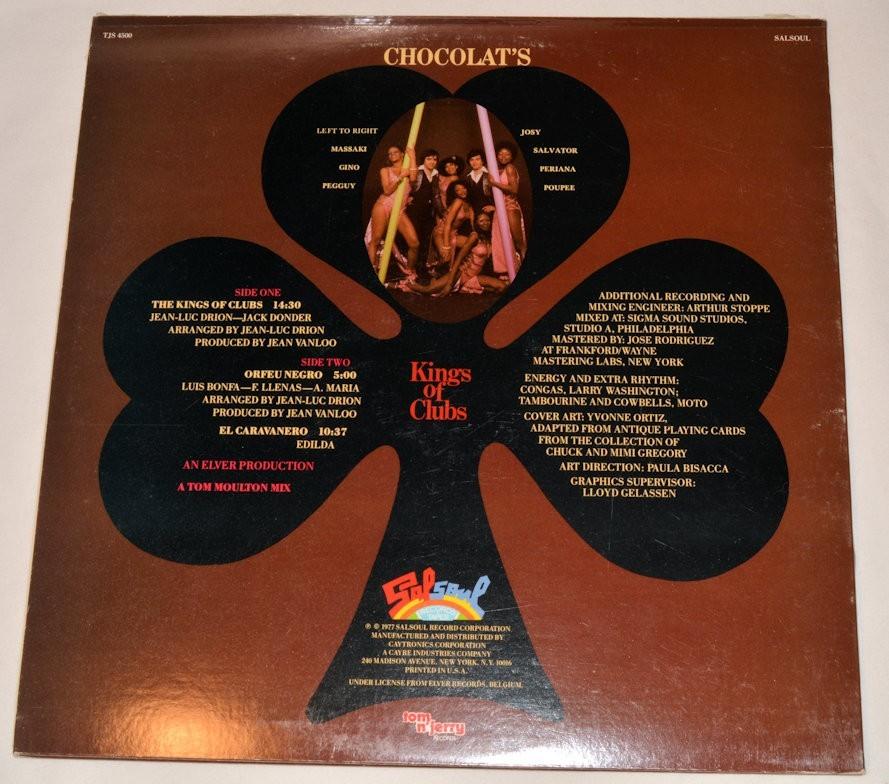 TJS 4500
SALSOUL
CHOCOLAT'S
LEFT TO RIGHT
MASSAKI
GINO
PEGGUY
JOSY
SALVATOR
PERIANA
POUPEE
SIDE ONE
THE KINGS OF CLUBS 14:30
JEAN-LUC DRION—JACK DONDER
ARRANGED BY JEAN-LUC DRION
PRODUCED BY JEAN VANLOO
SIDE TWO
ORFEU NEGRO 5:00
LUIS BONFA—F. LLENAS—A. MARIA
ARRANGED BY JEAN-LUC DRION
PRODUCED BY JEAN VANLOO
EL CARAVANERO 10:37
EDILDA
AN ELVER PRODUCTION
A TOM MOULTON MIX
Kings
of
Clubs
ADDITIONAL RECORDING AND
MIXING ENGINEER: ARTHUR STOPPE
MIXED AT: SIGMA SOUND STUDIOS,
STUDIO A, PHILADELPHIA
MASTERED BY: JOSE RODRIGUEZ
AT FRANKFORD/WAYNE
MASTERING LABS, NEW YORK
ENERGY AND EXTRA RHYTHM:
CONGAS, LARRY WASHINGTON;
TAMBOURINE AND COWBELLS, MOTO
COVER ART: YVONNE ORTIZ,
ADAPTED FROM ANTIQUE PLAYING CARDS
FROM THE COLLECTION OF
CHUCK AND MIMI GREGORY
ART DIRECTION: PAULA BISACCA
GRAPHICS SUPERVISOR:
LLOYD GELASSEN
Salsoul
℗ © 1977 SALSOUL RECORD CORPORATION
MANUFACTURED AND DISTRIBUTED BY
CAYTRONICS CORPORATION
A CAYRE INDUSTRIES COMPANY
240 MADISON AVENUE, NEW YORK, N.Y. 10016
PRINTED IN U.S.A.
UNDER LICENSE FROM ELVER RECORDS, BELGIUM.
tom
n' jerry
RECORDS